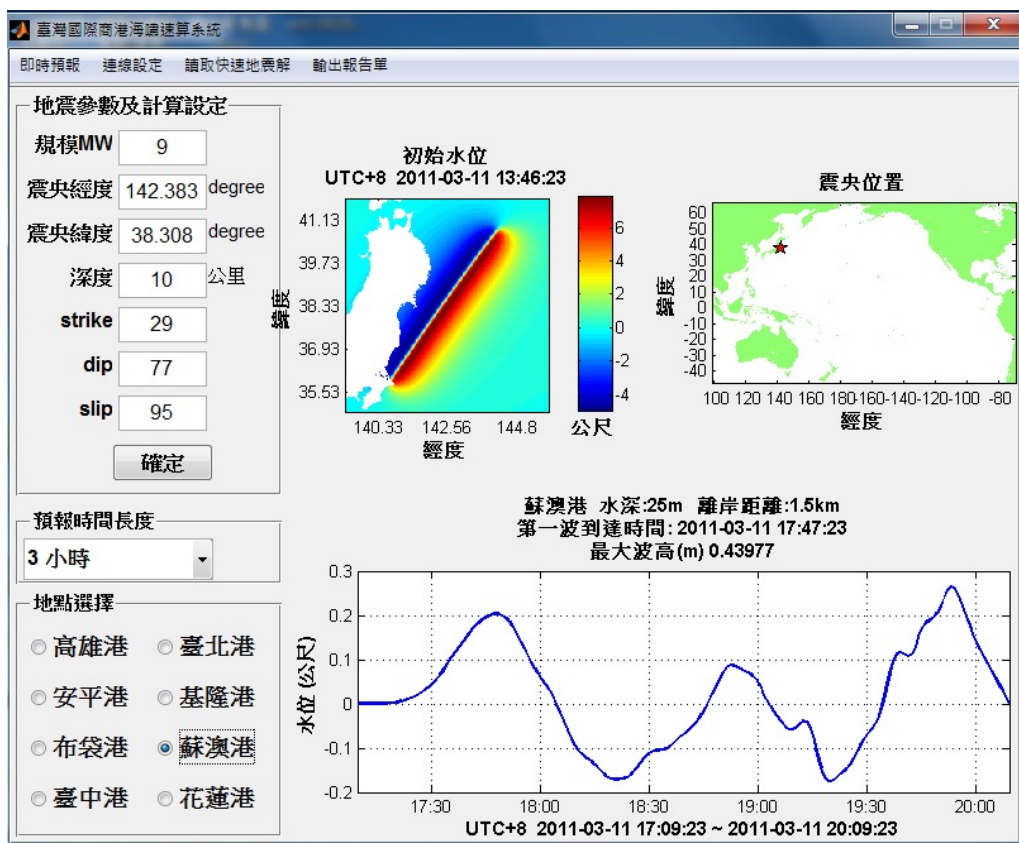 臺灣國際商港海嘯速算系統
即時預報 連線設定 讀取快速地震解 輸出報告單
地震參數及計算設定
規模MW 9
震央經度 142.383 degree
震央緯度 38.308 degree
深度 10 公里
strike 29
dip 77
slip 95
確定
預報時間長度
3 小時
地點選擇
高雄港 臺北港
安平港 基隆港
布袋港 蘇澳港
臺中港 花蓮港
初始水位
UTC+8 2011-03-11 13:46:23
41.13
39.73
38.33
36.93
35.53
緯度
140.33 142.56 144.8
經度
6
4
2
0
-2
-4
公尺
震央位置
60
50
40
30
20
10
0
-10
-20
-30
-40
緯度
100 120 140 160 180-160-140-120-100 -80
經度
蘇澳港 水深:25m 離岸距離:1.5km
第一波到達時間: 2011-03-11 17:47:23
最大波高(m) 0.43977
0.3
0.2
0.1
0
-0.1
-0.2
水位 (公尺)
17:30 18:00 18:30 19:00 19:30 20:00
UTC+8 2011-03-11 17:09:23 ~ 2011-03-11 20:09:23